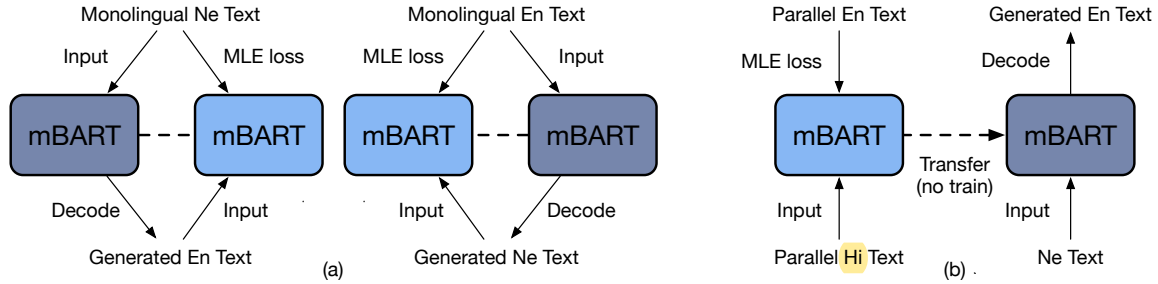 Monolingual Ne Text
Monolingual En Text
Parallel En Text
Generated En Text
Input
MLE loss
MLE loss
Input
MLE loss
Decode
mBART
mBART
mBART
mBART
mBART
mBART
Transfer
(no train)
Decode
Input
Input
Decode
Input
Input
Generated En Text
(a)
Generated Ne Text
Parallel Hi Text
(b)
Ne Text